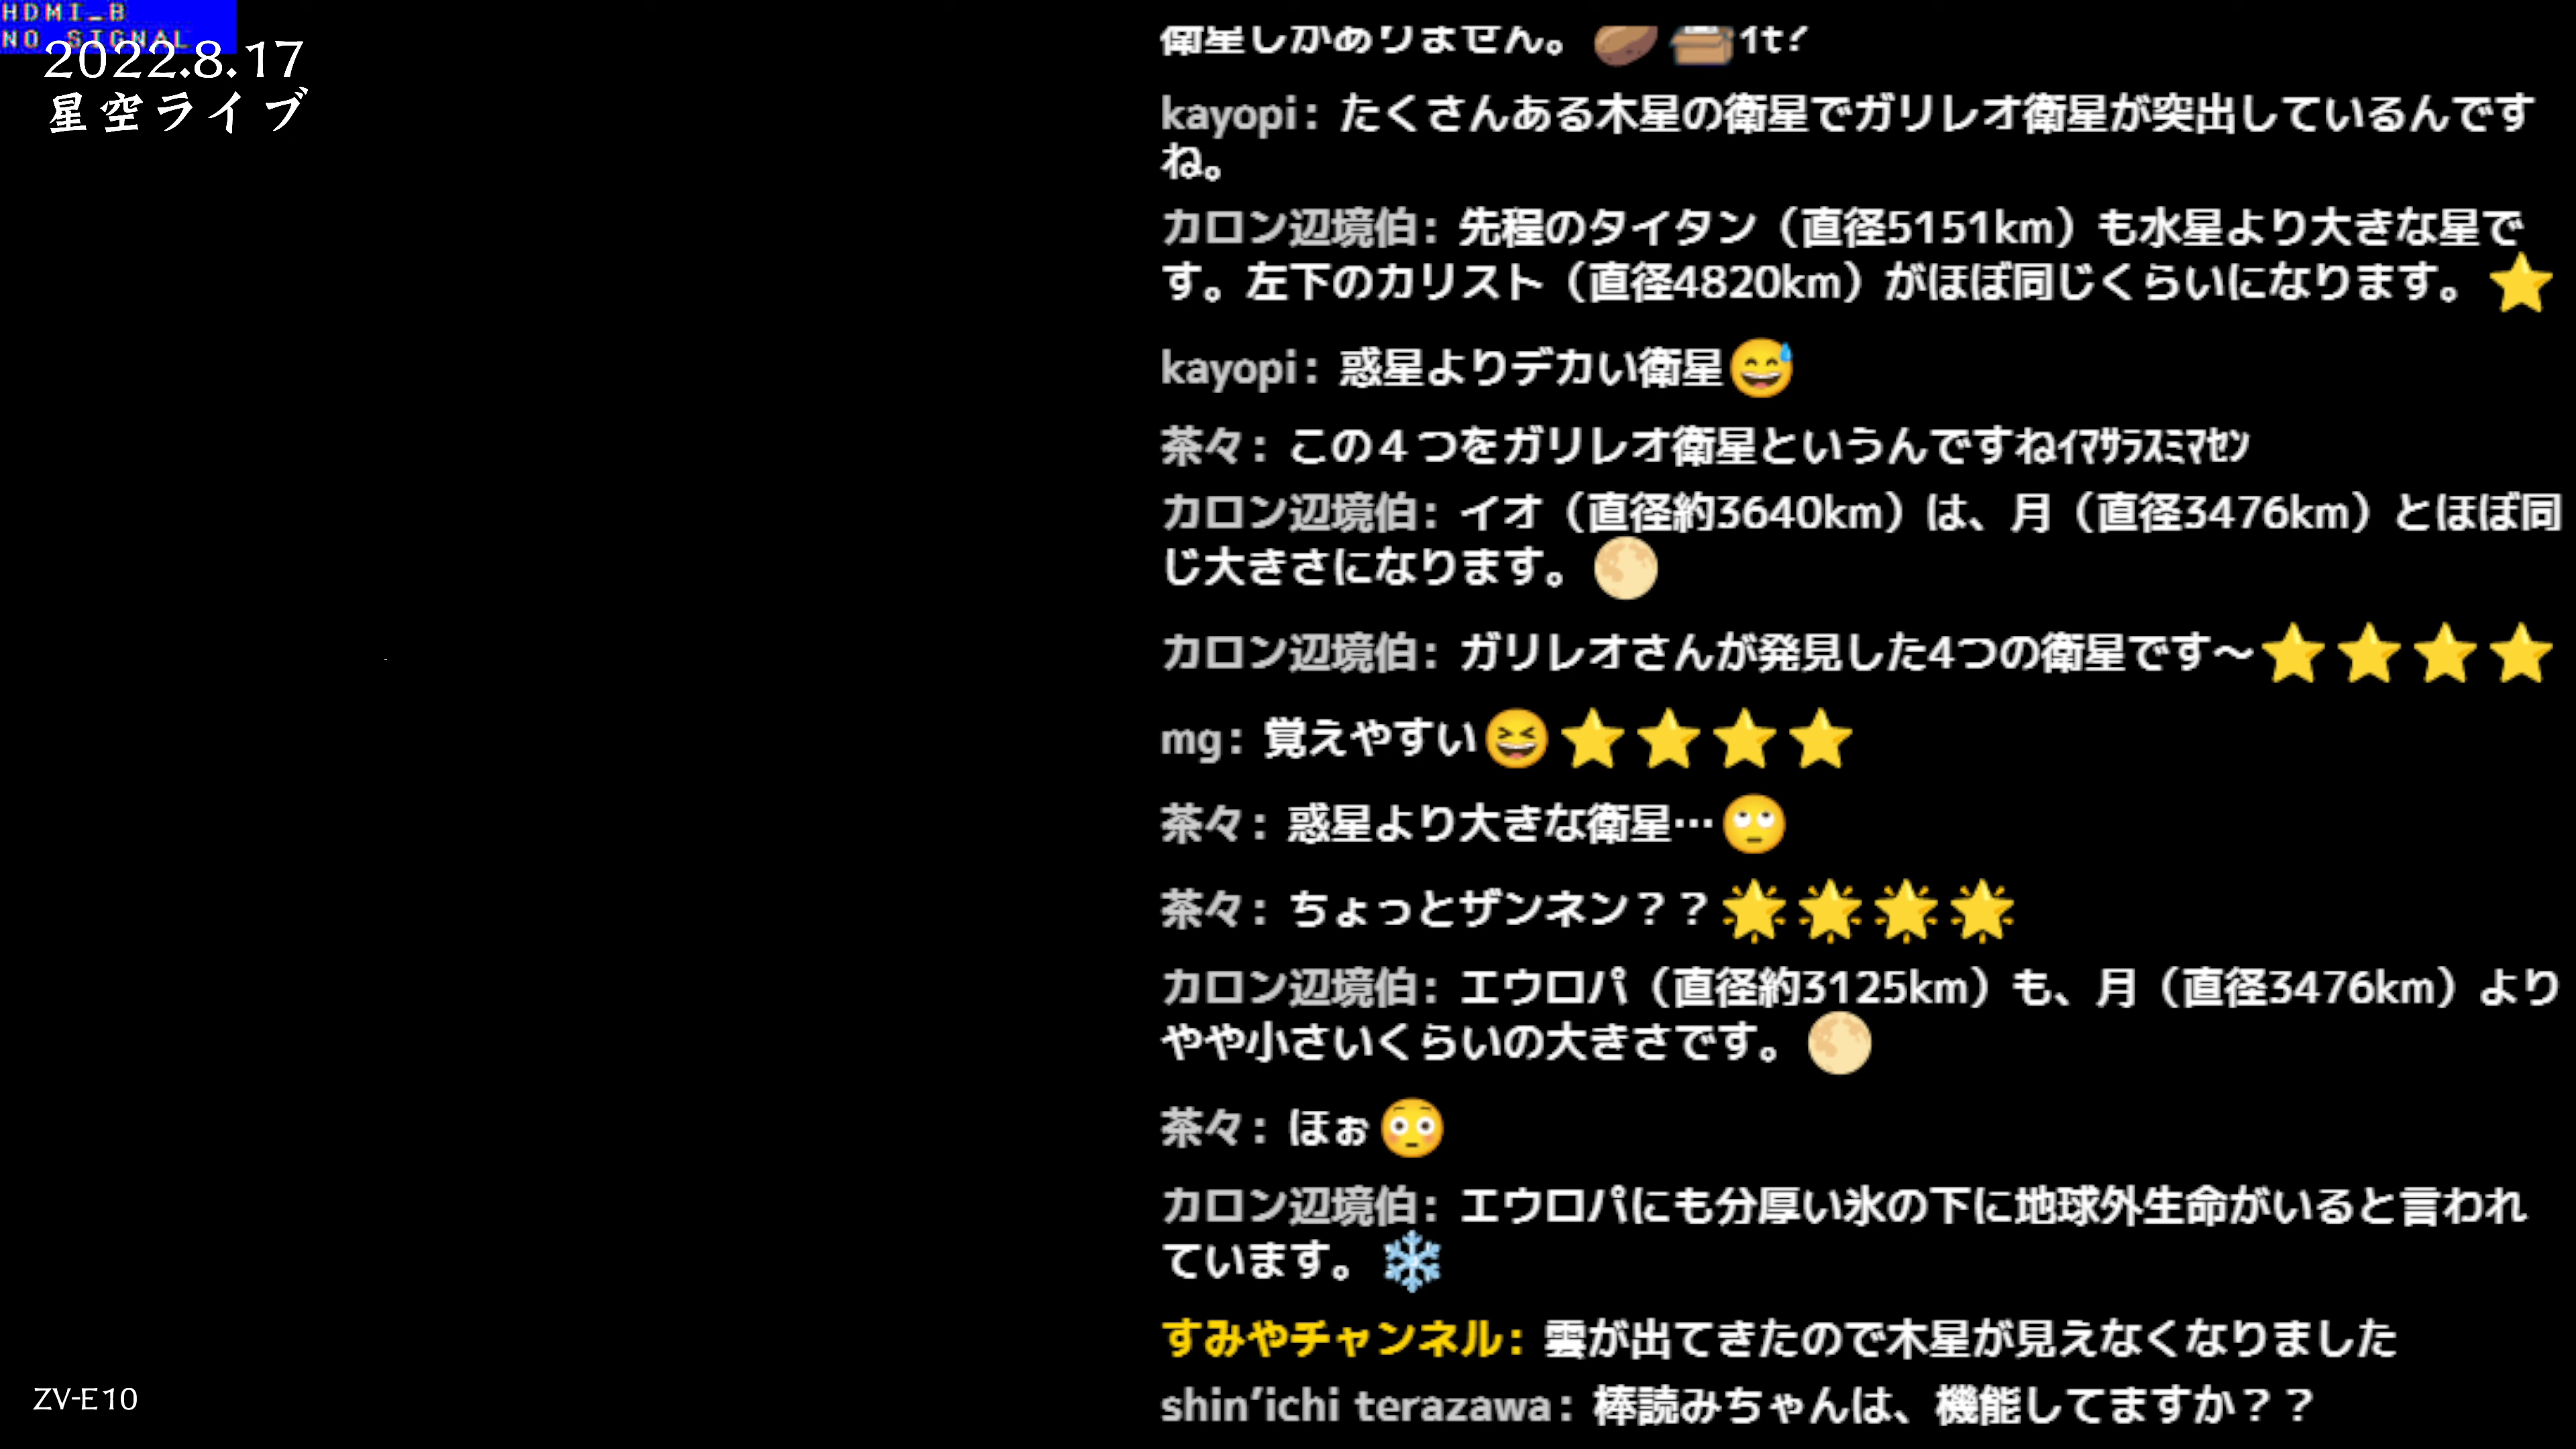 HDMI_B
NO SIGNAL
2022.8.17
星空ライブ
衛星しかありません。🥔📦1t?
kayopi: たくさんある木星の衛星でガリレオ衛星が突出しているんです
ね。
カロン辺境伯: 先程のタイタン（直径5151km）も水星より大きな星で
す。左下のカリスト（直径4820km）がほぼ同じくらいになります。⭐
kayopi: 惑星よりデカい衛星😅
茶々: この４つをガリレオ衛星というんですねｲﾏｻﾗｽﾐﾏｾﾝ
カロン辺境伯: イオ（直径約3640km）は、月（直径3476km）とほぼ同
じ大きさになります。🌕
カロン辺境伯: ガリレオさんが発見した4つの衛星です〜⭐⭐⭐⭐
mg: 覚えやすい😆⭐⭐⭐⭐
茶々: 惑星より大きな衛星…🙄
茶々: ちょっとザンネン？？🌟🌟🌟🌟
カロン辺境伯: エウロパ（直径約3125km）も、月（直径3476km）より
やや小さいくらいの大きさです。🌕
茶々: ほぉ😳
カロン辺境伯: エウロパにも分厚い氷の下に地球外生命がいると言われ
ています。❄️
すみやチャンネル: 雲が出てきたので木星が見えなくなりました
shin’ichi terazawa: 棒読みちゃんは、機能してますか？？
ZV-E10